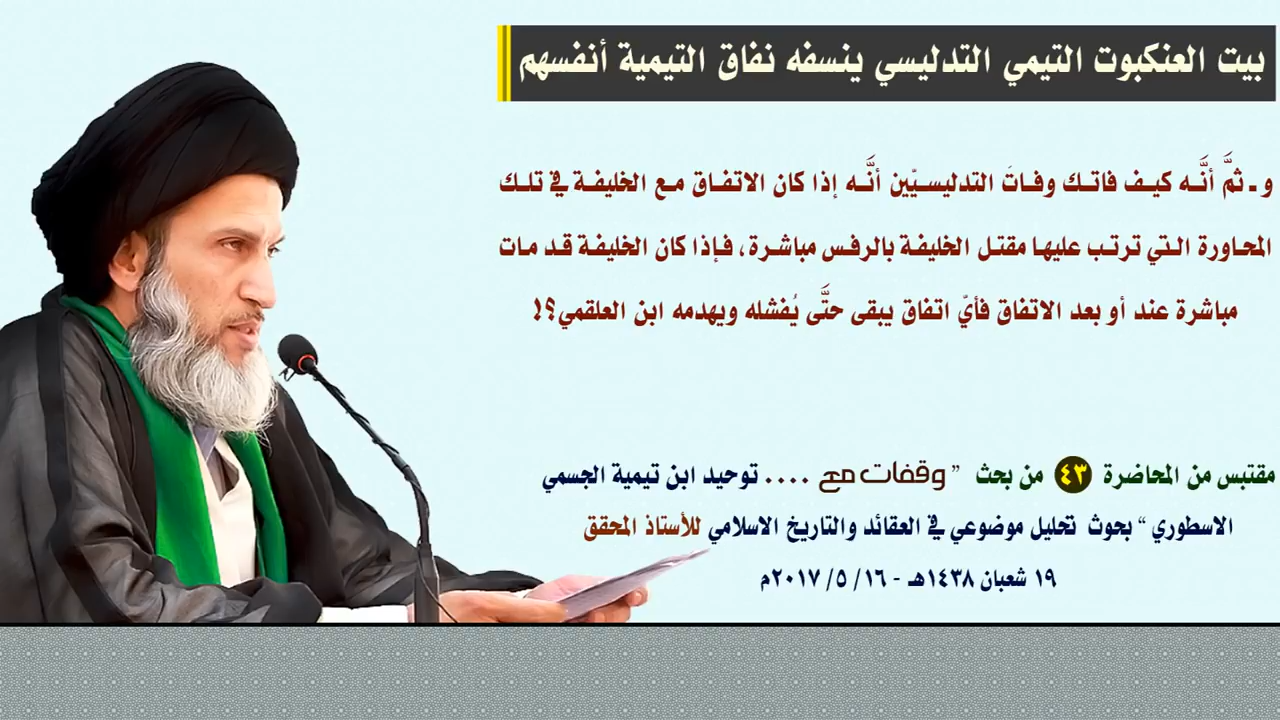 بيت العنكبوت التيمي التدليسي ينسفه نفاق التيمية أنفسهم
و ـ ثمَّ أنَّه كيف فاتك وفاتَ التدليسيّين أنَّه إذا كان الاتفاق مع الخليفة في تلك
المحاورة التي ترتب عليها مقتل الخليفة بالرفس مباشرة، فإذا كان الخليفة قد مات
مباشرة عند أو بعد الاتفاق فأيّ اتفاق يبقى حتَّى يُفشله ويهدمه ابن العلقمي؟!
مقتبس من المحاضرة ٤٣ من بحث " وقفات مع .... توحيد ابن تيمية الجسمي
الاسطوري " بحوث تحليل موضوعي في العقائد والتاريخ الاسلامي للأستاذ المحقق
١٩ شعبان ١٤٣٨هـ - ١٦/ ٥/ ٢٠١٧م